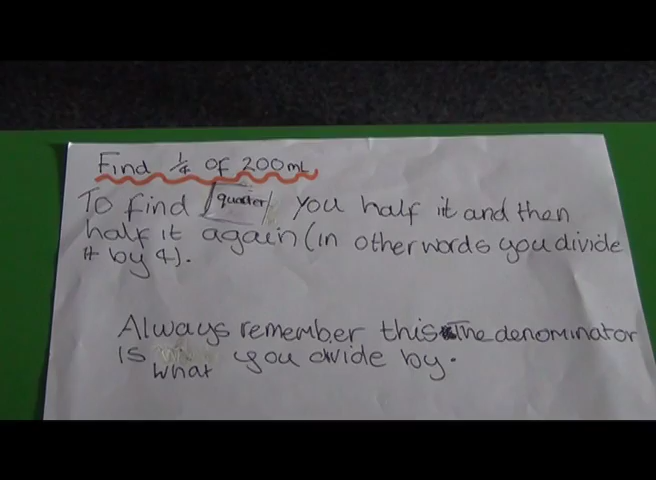 Find 1/4 OF 200mL
To find quarter you half it and then
half it again (in other words you divide
it by 4).
Always remember this The denominator
is what you divide by.